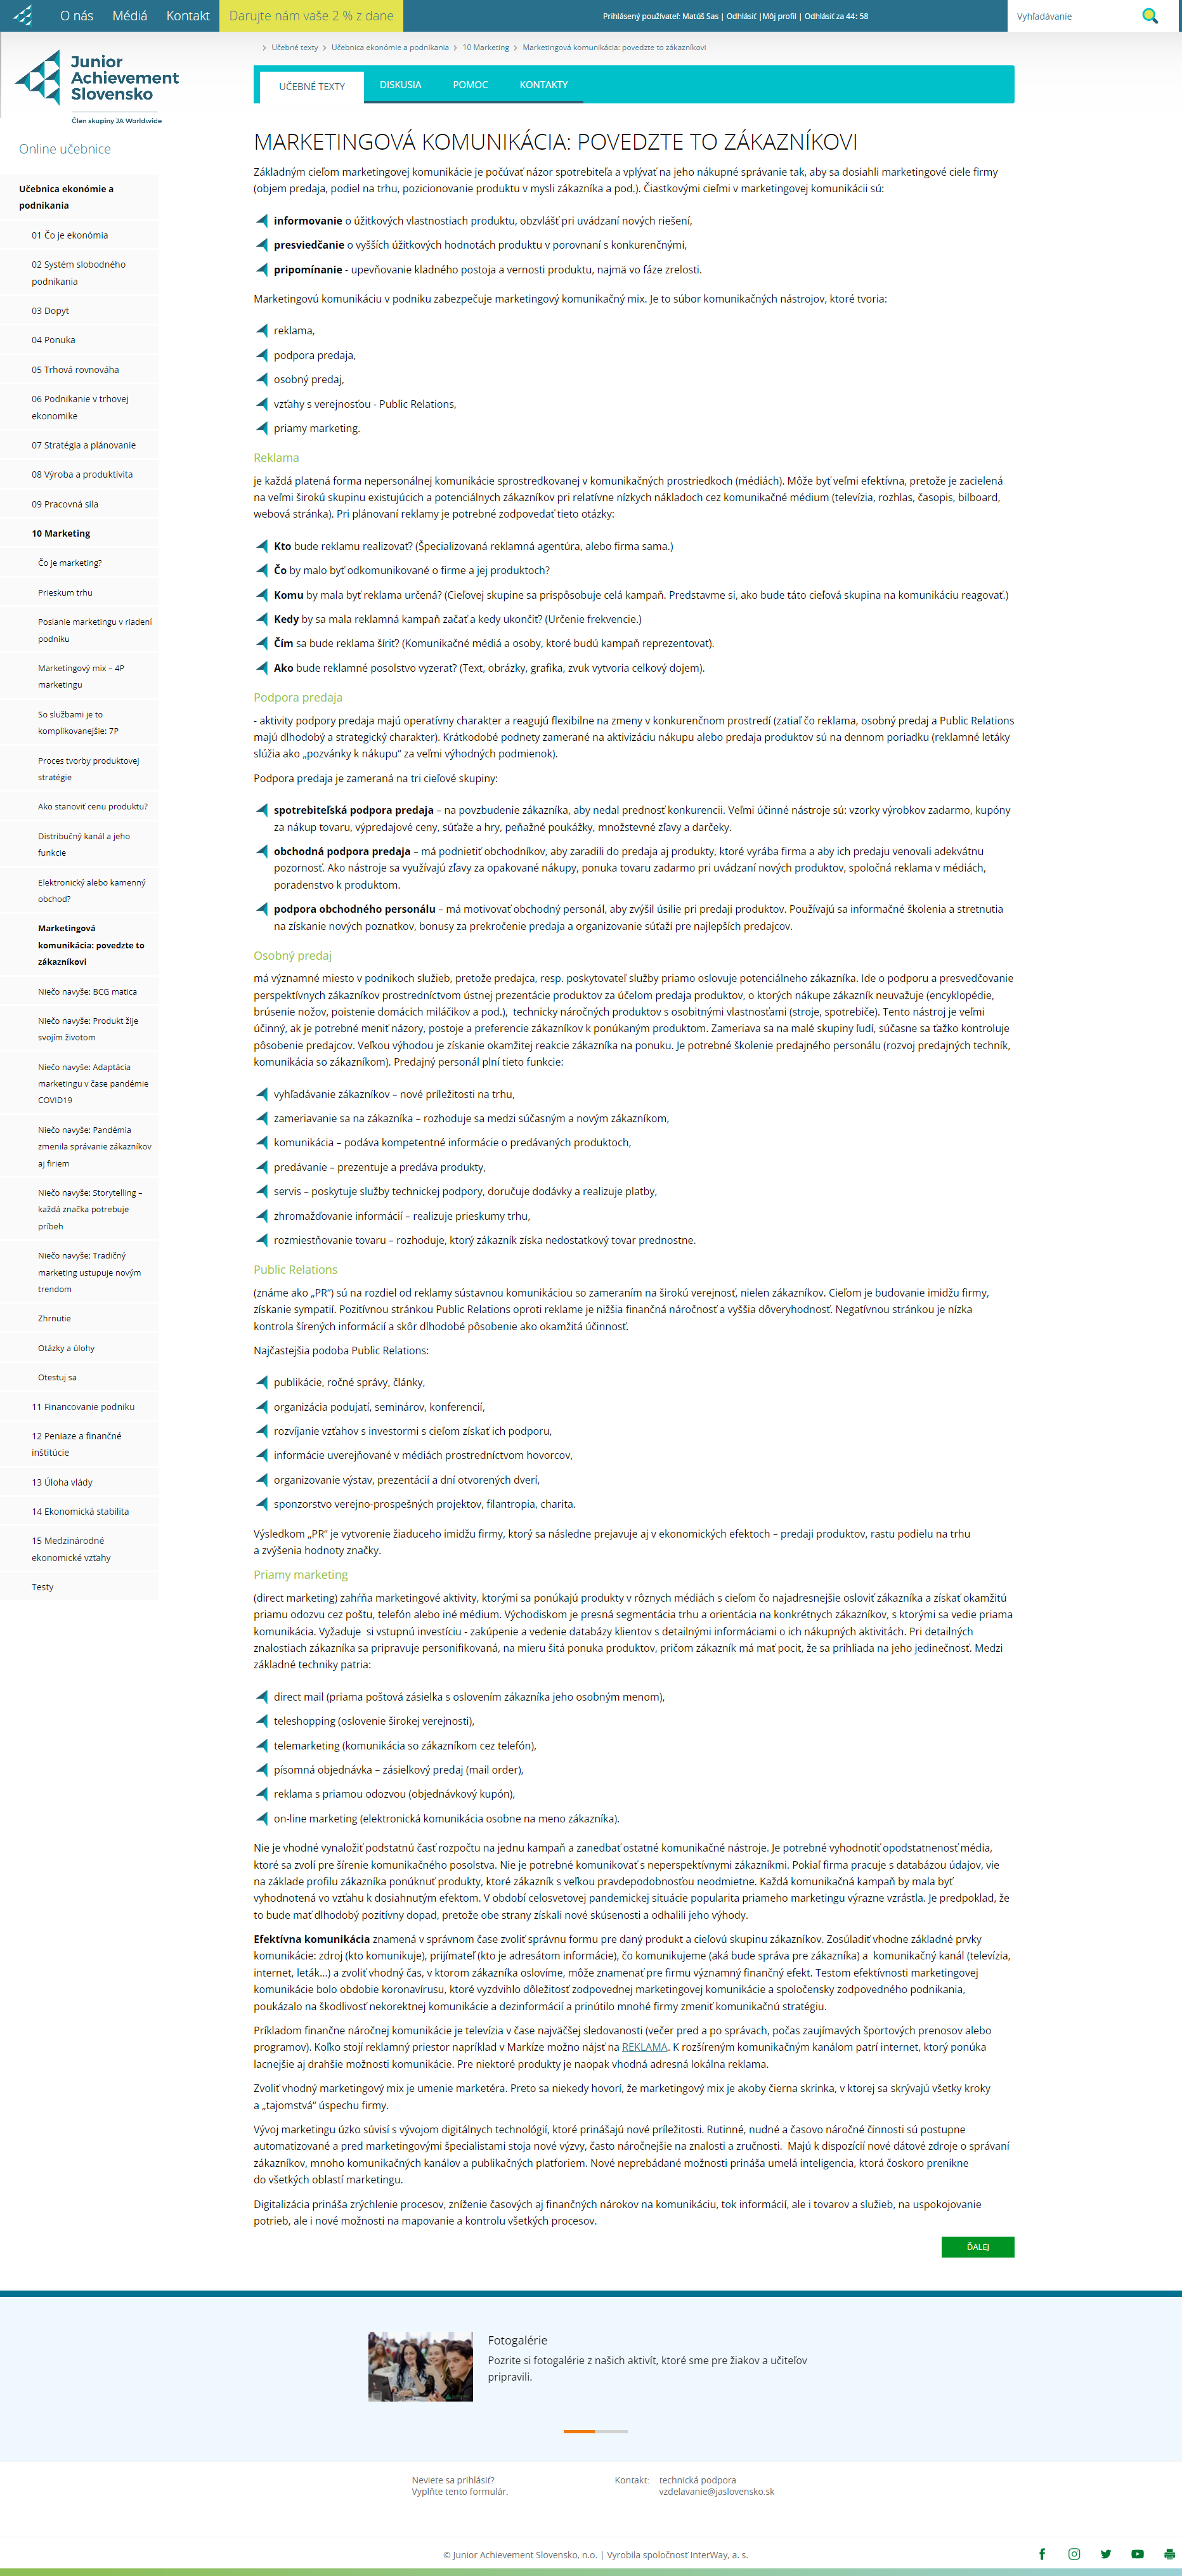 O nás Médiá Kontakt Darujte nám vaše 2 % z dane
Prihlásený používateľ: Matúš Sas | Odhlásiť |Môj profil | Odhlásiť za 44: 58
Vyhľadávanie
Junior
Achievement
Slovensko
Člen skupiny JA Worldwide
Učebné texty Učebnica ekonómie a podnikania 10 Marketing Marketingová komunikácia: povedzte to zákazníkovi
UČEBNÉ TEXTY DISKUSIA POMOC KONTAKTY
Online učebnice
Učebnica ekonómie a
podnikania
01 Čo je ekonómia
02 Systém slobodného
podnikania
03 Dopyt
04 Ponuka
05 Trhová rovnováha
06 Podnikanie v trhovej
ekonomike
07 Stratégia a plánovanie
08 Výroba a produktivita
09 Pracovná sila
10 Marketing
Čo je marketing?
Prieskum trhu
Poslanie marketingu v riadení
podniku
Marketingový mix – 4P
marketingu
So službami je to
komplikovanejšie: 7P
Proces tvorby produktovej
stratégie
Ako stanoviť cenu produktu?
Distribučný kanál a jeho
funkcie
Elektronický alebo kamenný
obchod?
Marketingová
komunikácia: povedzte to
zákazníkovi
Niečo navyše: BCG matica
Niečo navyše: Produkt žije
svojím životom
Niečo navyše: Adaptácia
marketingu v čase pandémie
COVID19
Niečo navyše: Pandémia
zmenila správanie zákazníkov
aj firiem
Niečo navyše: Storytelling –
každá značka potrebuje
príbeh
Niečo navyše: Tradičný
marketing ustupuje novým
trendom
Zhrnutie
Otázky a úlohy
Otestuj sa
11 Financovanie podniku
12 Peniaze a finančné
inštitúcie
13 Úloha vlády
14 Ekonomická stabilita
15 Medzinárodné
ekonomické vzťahy
Testy
MARKETINGOVÁ KOMUNIKÁCIA: POVEDZTE TO ZÁKAZNÍKOVI
Základným cieľom marketingovej komunikácie je počúvať názor spotrebiteľa a vplývať na jeho nákupné správanie tak, aby sa dosiahli marketingové ciele firmy
(objem predaja, podiel na trhu, pozicionovanie produktu v mysli zákazníka a pod.). Čiastkovými cieľmi v marketingovej komunikácii sú:
informovanie o úžitkových vlastnostiach produktu, obzvlášť pri uvádzaní nových riešení,
presviedčanie o vyšších úžitkových hodnotách produktu v porovnaní s konkurenčnými,
pripomínanie - upevňovanie kladného postoja a vernosti produktu, najmä vo fáze zrelosti.
Marketingovú komunikáciu v podniku zabezpečuje marketingový komunikačný mix. Je to súbor komunikačných nástrojov, ktoré tvoria:
reklama,
podpora predaja,
osobný predaj,
vzťahy s verejnosťou - Public Relations,
priamy marketing.
Reklama
je každá platená forma nepersonálnej komunikácie sprostredkovanej v komunikačných prostriedkoch (médiách). Môže byť veľmi efektívna, pretože je zacielená
na veľmi širokú skupinu existujúcich a potenciálnych zákazníkov pri relatívne nízkych nákladoch cez komunikačné médium (televízia, rozhlas, časopis, bilboard,
webová stránka). Pri plánovaní reklamy je potrebné zodpovedať tieto otázky:
Kto bude reklamu realizovať? (Špecializovaná reklamná agentúra, alebo firma sama.)
Čo by malo byť odkomunikované o firme a jej produktoch?
Komu by mala byť reklama určená? (Cieľovej skupine sa prispôsobuje celá kampaň. Predstavme si, ako bude táto cieľová skupina na komunikáciu reagovať.)
Kedy by sa mala reklamná kampaň začať a kedy ukončiť? (Určenie frekvencie.)
Čím sa bude reklama šíriť? (Komunikačné médiá a osoby, ktoré budú kampaň reprezentovať).
Ako bude reklamné posolstvo vyzerať? (Text, obrázky, grafika, zvuk vytvoria celkový dojem).
Podpora predaja
- aktivity podpory predaja majú operatívny charakter a reagujú flexibilne na zmeny v konkurenčnom prostredí (zatiaľ čo reklama, osobný predaj a Public Relations
majú dlhodobý a strategický charakter). Krátkodobé podnety zamerané na aktivizáciu nákupu alebo predaja produktov sú na dennom poriadku (reklamné letáky
slúžia ako „pozvánky k nákupu“ za veľmi výhodných podmienok).
Podpora predaja je zameraná na tri cieľové skupiny:
spotrebiteľská podpora predaja – na povzbudenie zákazníka, aby nedal prednosť konkurencii. Veľmi účinné nástroje sú: vzorky výrobkov zadarmo, kupóny
za nákup tovaru, výpredajové ceny, súťaže a hry, peňažné poukážky, množstevné zľavy a darčeky.
obchodná podpora predaja – má podnietiť obchodníkov, aby zaradili do predaja aj produkty, ktoré vyrába firma a aby ich predaju venovali adekvátnu
pozornosť. Ako nástroje sa využívajú zľavy za opakované nákupy, ponuka tovaru zadarmo pri uvádzaní nových produktov, spoločná reklama v médiách,
poradenstvo k produktom.
podpora obchodného personálu – má motivovať obchodný personál, aby zvýšil úsilie pri predaji produktov. Používajú sa informačné školenia a stretnutia
na získanie nových poznatkov, bonusy za prekročenie predaja a organizovanie súťaží pre najlepších predajcov.
Osobný predaj
má významné miesto v podnikoch služieb, pretože predajca, resp. poskytovateľ služby priamo oslovuje potenciálneho zákazníka. Ide o podporu a presvedčovanie
perspektívnych zákazníkov prostredníctvom ústnej prezentácie produktov za účelom predaja produktov, o ktorých nákupe zákazník neuvažuje (encyklopédie,
brúsenie nožov, poistenie domácich miláčikov a pod.),  technicky náročných produktov s osobitnými vlastnosťami (stroje, spotrebiče). Tento nástroj je veľmi
účinný, ak je potrebné meniť názory, postoje a preferencie zákazníkov k ponúkaným produktom. Zameriava sa na malé skupiny ľudí, súčasne sa ťažko kontroluje
pôsobenie predajcov. Veľkou výhodou je získanie okamžitej reakcie zákazníka na ponuku. Je potrebné školenie predajného personálu (rozvoj predajných techník,
komunikácia so zákazníkom). Predajný personál plní tieto funkcie:
vyhľadávanie zákazníkov – nové príležitosti na trhu,
zameriavanie sa na zákazníka – rozhoduje sa medzi súčasným a novým zákazníkom,
komunikácia – podáva kompetentné informácie o predávaných produktoch,
predávanie – prezentuje a predáva produkty,
servis – poskytuje služby technickej podpory, doručuje dodávky a realizuje platby,
zhromažďovanie informácií – realizuje prieskumy trhu,
rozmiestňovanie tovaru – rozhoduje, ktorý zákazník získa nedostatkový tovar prednostne.
Public Relations
(známe ako „PR“) sú na rozdiel od reklamy sústavnou komunikáciou so zameraním na širokú verejnosť, nielen zákazníkov. Cieľom je budovanie imidžu firmy,
získanie sympatií. Pozitívnou stránkou Public Relations oproti reklame je nižšia finančná náročnosť a vyššia dôveryhodnosť. Negatívnou stránkou je nízka
kontrola šírených informácií a skôr dlhodobé pôsobenie ako okamžitá účinnosť.
Najčastejšia podoba Public Relations:
publikácie, ročné správy, články,
organizácia podujatí, seminárov, konferencií,
rozvíjanie vzťahov s investormi s cieľom získať ich podporu,
informácie uverejňované v médiách prostredníctvom hovorcov,
organizovanie výstav, prezentácií a dní otvorených dverí,
sponzorstvo verejno-prospešných projektov, filantropia, charita.
Výsledkom „PR“ je vytvorenie žiaduceho imidžu firmy, ktorý sa následne prejavuje aj v ekonomických efektoch – predaji produktov, rastu podielu na trhu
a zvýšenia hodnoty značky.
Priamy marketing
(direct marketing) zahŕňa marketingové aktivity, ktorými sa ponúkajú produkty v rôznych médiách s cieľom čo najadresnejšie osloviť zákazníka a získať okamžitú
priamu odozvu cez poštu, telefón alebo iné médium. Východiskom je presná segmentácia trhu a orientácia na konkrétnych zákazníkov, s ktorými sa vedie priama
komunikácia. Vyžaduje  si vstupnú investíciu - zakúpenie a vedenie databázy klientov s detailnými informáciami o ich nákupných aktivitách. Pri detailných
znalostiach zákazníka sa pripravuje personifikovaná, na mieru šitá ponuka produktov, pričom zákazník má mať pocit, že sa prihliada na jeho jedinečnosť. Medzi
základné techniky patria:
direct mail (priama poštová zásielka s oslovením zákazníka jeho osobným menom),
teleshopping (oslovenie širokej verejnosti),
telemarketing (komunikácia so zákazníkom cez telefón),
písomná objednávka – zásielkový predaj (mail order),
reklama s priamou odozvou (objednávkový kupón),
on-line marketing (elektronická komunikácia osobne na meno zákazníka).
Nie je vhodné vynaložiť podstatnú časť rozpočtu na jednu kampaň a zanedbať ostatné komunikačné nástroje. Je potrebné vyhodnotiť opodstatnenosť média,
ktoré sa zvolí pre šírenie komunikačného posolstva. Nie je potrebné komunikovať s neperspektívnymi zákazníkmi. Pokiaľ firma pracuje s databázou údajov, vie
na základe profilu zákazníka ponúknuť produkty, ktoré zákazník s veľkou pravdepodobnosťou neodmietne. Každá komunikačná kampaň by mala byť
vyhodnotená vo vzťahu k dosiahnutým efektom. V období celosvetovej pandemickej situácie popularita priameho marketingu výrazne vzrástla. Je predpoklad, že
to bude mať dlhodobý pozitívny dopad, pretože obe strany získali nové skúsenosti a odhalili jeho výhody.
Efektívna komunikácia znamená v správnom čase zvoliť správnu formu pre daný produkt a cieľovú skupinu zákazníkov. Zosúladiť vhodne základné prvky
komunikácie: zdroj (kto komunikuje), prijímateľ (kto je adresátom informácie), čo komunikujeme (aká bude správa pre zákazníka) a  komunikačný kanál (televízia,
internet, leták...) a zvoliť vhodný čas, v ktorom zákazníka oslovíme, môže znamenať pre firmu významný finančný efekt. Testom efektívnosti marketingovej
komunikácie bolo obdobie koronavírusu, ktoré vyzdvihlo dôležitosť zodpovednej marketingovej komunikácie a spoločensky zodpovedného podnikania,
poukázalo na škodlivosť nekorektnej komunikácie a dezinformácií a prinútilo mnohé firmy zmeniť komunikačnú stratégiu.
Príkladom finančne náročnej komunikácie je televízia v čase najväčšej sledovanosti (večer pred a po správach, počas zaujímavých športových prenosov alebo
programov). Koľko stojí reklamný priestor napríklad v Markíze možno nájsť na REKLAMA. K rozšíreným komunikačným kanálom patrí internet, ktorý ponúka
lacnejšie aj drahšie možnosti komunikácie. Pre niektoré produkty je naopak vhodná adresná lokálna reklama.
Zvoliť vhodný marketingový mix je umenie marketéra. Preto sa niekedy hovorí, že marketingový mix je akoby čierna skrinka, v ktorej sa skrývajú všetky kroky
a „tajomstvá“ úspechu firmy.
Vývoj marketingu úzko súvisí s vývojom digitálnych technológií, ktoré prinášajú nové príležitosti. Rutinné, nudné a časovo náročné činnosti sú postupne
automatizované a pred marketingovými špecialistami stoja nové výzvy, často náročnejšie na znalosti a zručnosti.  Majú k dispozícií nové dátové zdroje o správaní
zákazníkov, mnoho komunikačných kanálov a publikačných platforiem. Nové neprebádané možnosti prináša umelá inteligencia, ktorá čoskoro prenikne
do všetkých oblastí marketingu.
Digitalizácia prináša zrýchlenie procesov, zníženie časových aj finančných nárokov na komunikáciu, tok informácií, ale i tovarov a služieb, na uspokojovanie
potrieb, ale i nové možnosti na mapovanie a kontrolu všetkých procesov.
ĎALEJ
Fotogalérie
Pozrite si fotogalérie z našich aktivít, ktoré sme pre žiakov a učiteľov
pripravili.
Neviete sa prihlásiť?
Vyplňte tento formulár.
Kontakt: technická podpora
vzdelavanie@jaslovensko.sk
© Junior Achievement Slovensko, n.o. | Vyrobila spoločnosť InterWay, a. s.